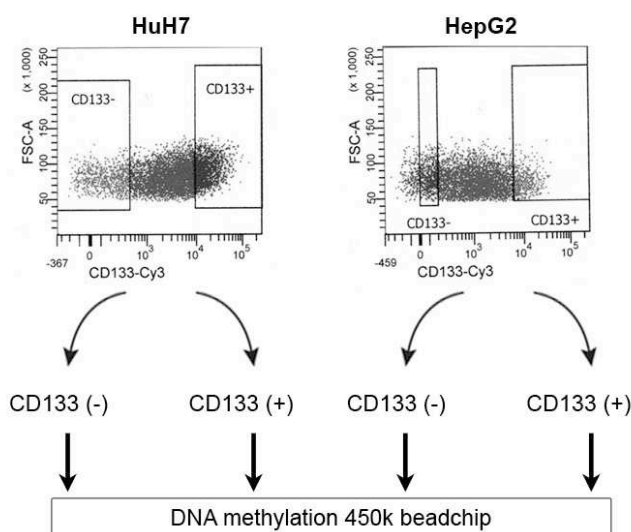 HuH7
HepG2
(x 1,000)
FSC-A
250
200
150
100
50
CD133-
CD133+
-367
0
10³
10⁴
10⁵
CD133-Cy3
(x 1,000)
FSC-A
250
200
150
100
50
CD133-
CD133+
-459
0
10³
10⁴
10⁵
CD133-Cy3
CD133 (-)
CD133 (+)
CD133 (-)
CD133 (+)
DNA methylation 450k beadchip